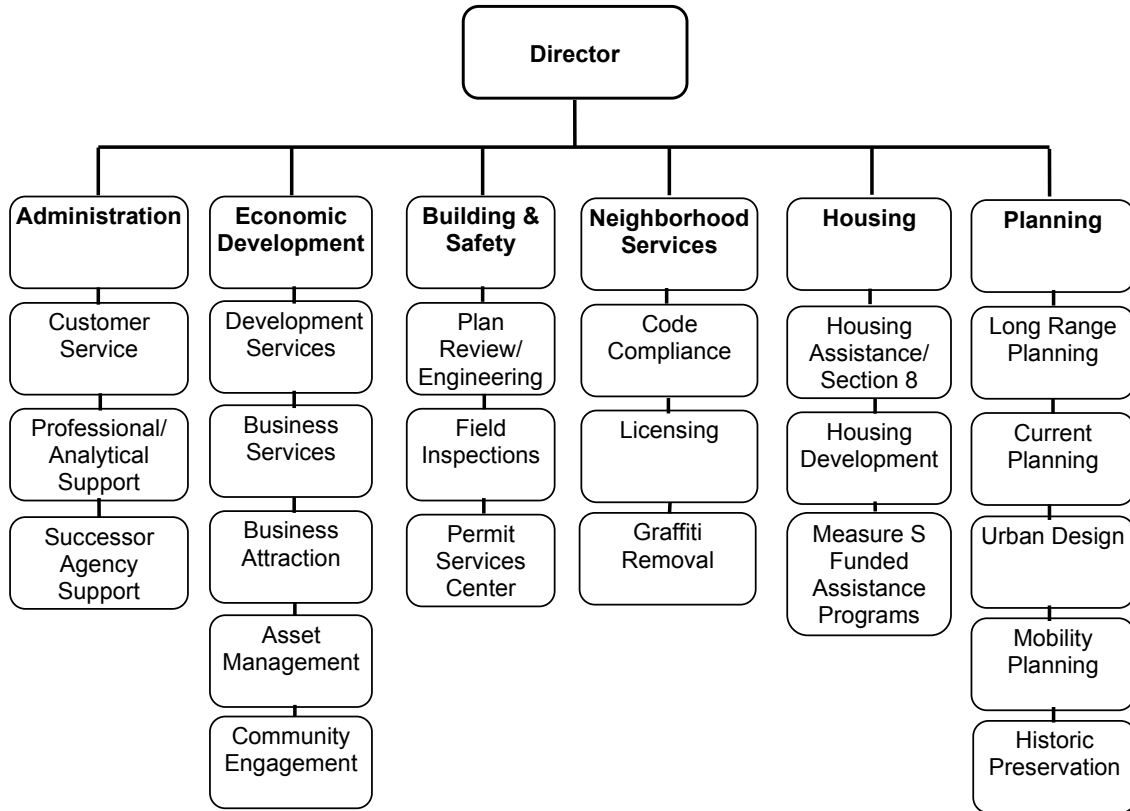 Director
Administration
Customer
Service
Professional/
Analytical
Support
Successor
Agency
Support
Economic
Development
Development
Services
Business
Services
Business
Attraction
Asset
Management
Community
Engagement
Building &
Safety
Plan
Review/
Engineering
Field
Inspections
Permit
Services
Center
Neighborhood
Services
Code
Compliance
Licensing
Graffiti
Removal
Housing
Housing
Assistance/
Section 8
Housing
Development
Measure S
Funded
Assistance
Programs
Planning
Long Range
Planning
Current
Planning
Urban Design
Mobility
Planning
Historic
Preservation